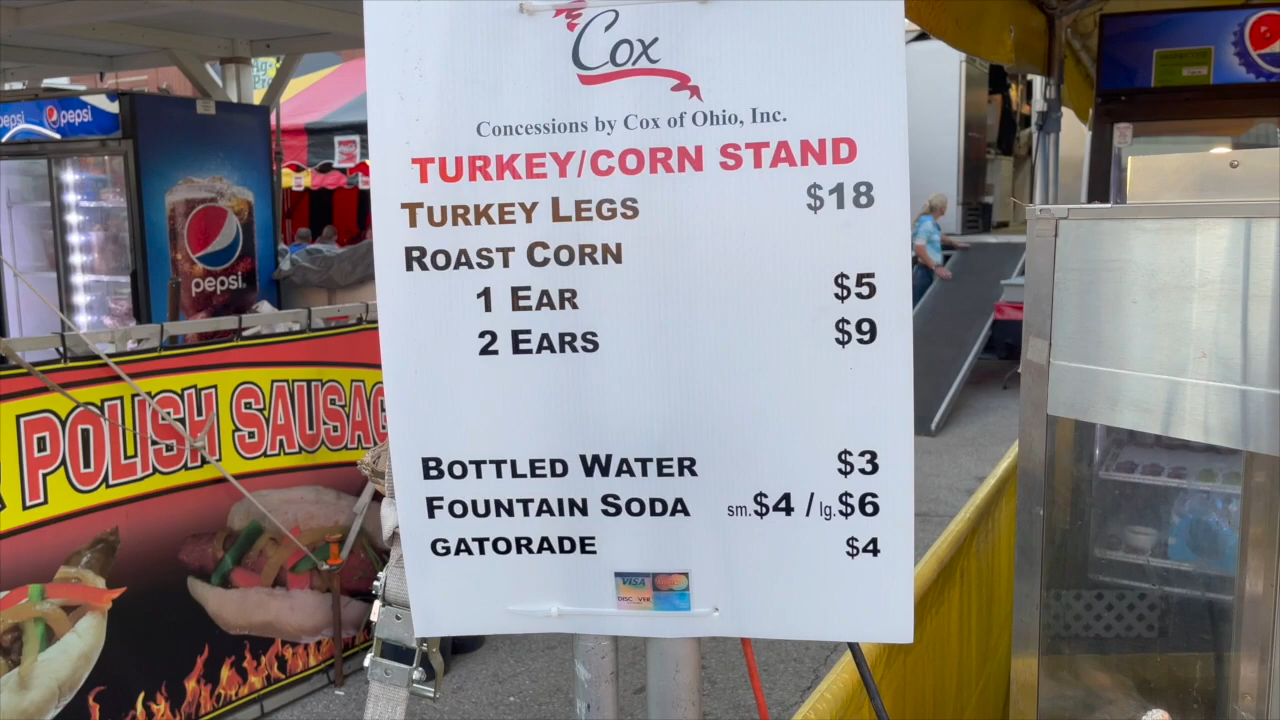 Cox
Concessions by Cox of Ohio, Inc.
TURKEY/CORN STAND
TURKEY LEGS $18
ROAST CORN
1 EAR $5
2 EARS $9
BOTTLED WATER $3
FOUNTAIN SODA sm.$4 / lg.$6
GATORADE $4
VISA
DISCOVER
pepsi
pepsi
pepsi
POLISH SAUSAG